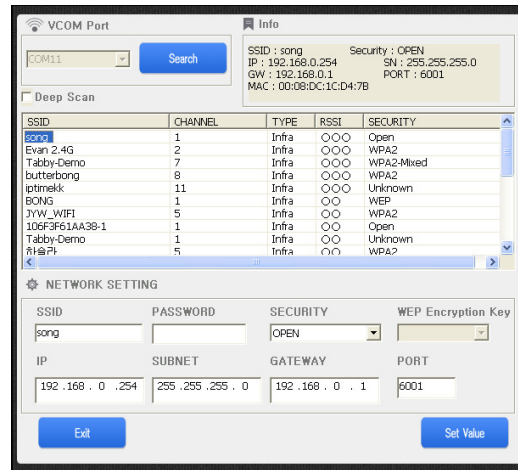 VCOM Port
COM11
Search
Deep Scan
Info
SSID : song Security : OPEN
IP : 192.168.0.254 SN : 255.255.255.0
GW : 192.168.0.1 PORT : 6001
MAC : 00:08:DC:1C:D4:7B
SSID CHANNEL TYPE RSSI SECURITY
song 1 Infra OOO Open
Evan 2.4G 2 Infra OOO WPA2
Tabby-Demo 7 Infra OOO WPA2-Mixed
butterbong 8 Infra OOO WPA2
iptimekk 11 Infra OOO Unknown
BONG 1 Infra OO WEP
JYW_WIFI 5 Infra OO WPA2
106F3F61AA38-1 1 Infra OO Open
Tabby-Demo 1 Infra OO Unknown
하슬라 5 Infra OO WPA2
NETWORK SETTING
SSID PASSWORD SECURITY WEP Encryption Key
song OPEN
IP SUBNET GATEWAY PORT
192 .168 . 0 .254 255 .255 .255 . 0 192 .168 . 0 . 1 6001
Exit Set Value